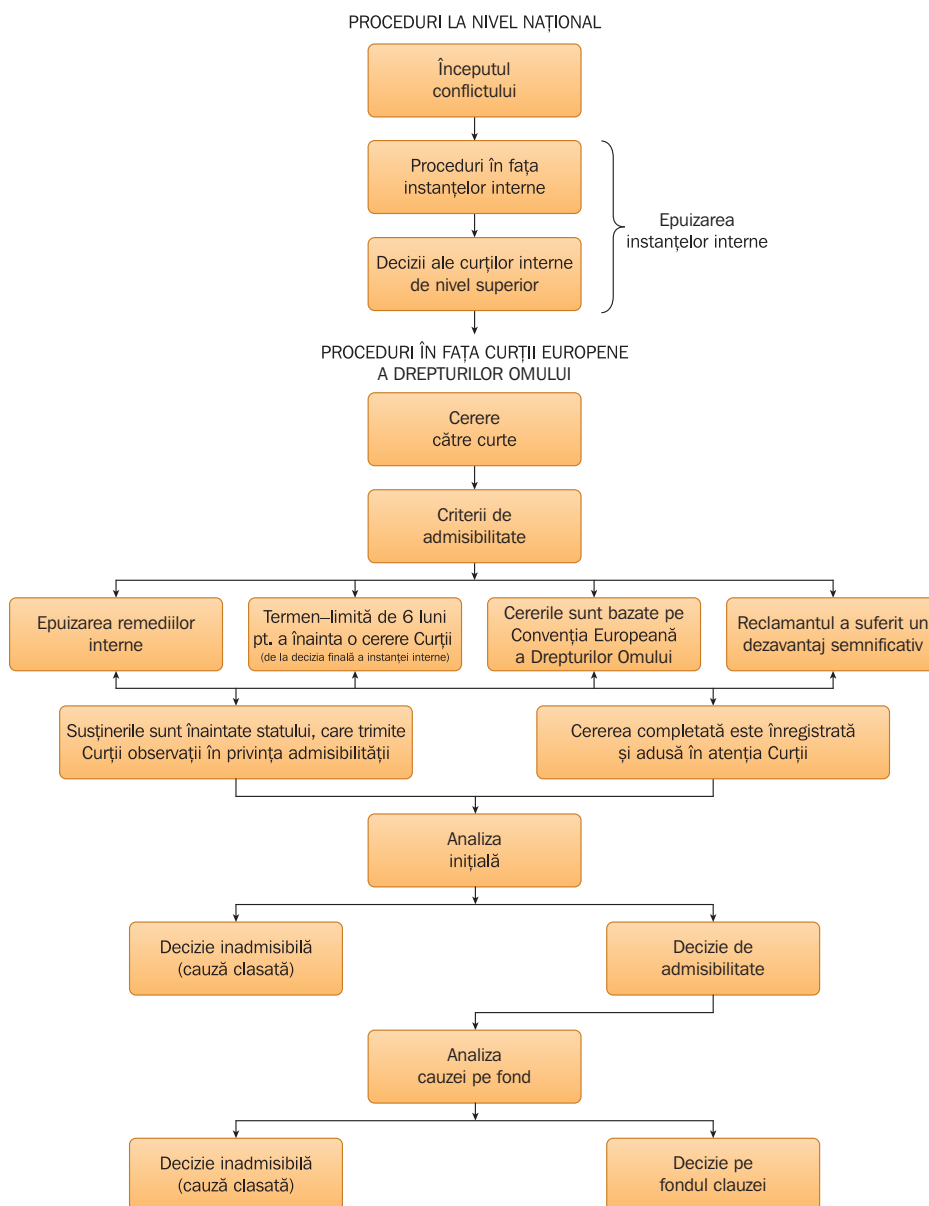 PROCEDURI LA NIVEL NAȚIONAL
Începutul
conflictului
Proceduri în fața
instanțelor interne
Epuizarea
instanțelor interne
Decizii ale curților interne
de nivel superior
PROCEDURI ÎN FAȚA CURȚII EUROPENE
A DREPTURILOR OMULUI
Cerere
către curte
Criterii de
admisibilitate
Epuizarea remediilor
interne
Termen–limită de 6 luni
pt. a înainta o cerere Curții
(de la decizia finală a instanței interne)
Cererile sunt bazate pe
Convenția Europeană
a Drepturilor Omului
Reclamantul a suferit un
dezavantaj semnificativ
Susținerile sunt înaintate statului, care trimite
Curții observații în privința admisibilității
Cererea completată este înregistrată
și adusă în atenția Curții
Analiza
inițială
Decizie inadmisibilă
(cauză clasată)
Decizie de
admisibilitate
Analiza
cauzei pe fond
Decizie inadmisibilă
(cauză clasată)
Decizie pe
fondul clauzei